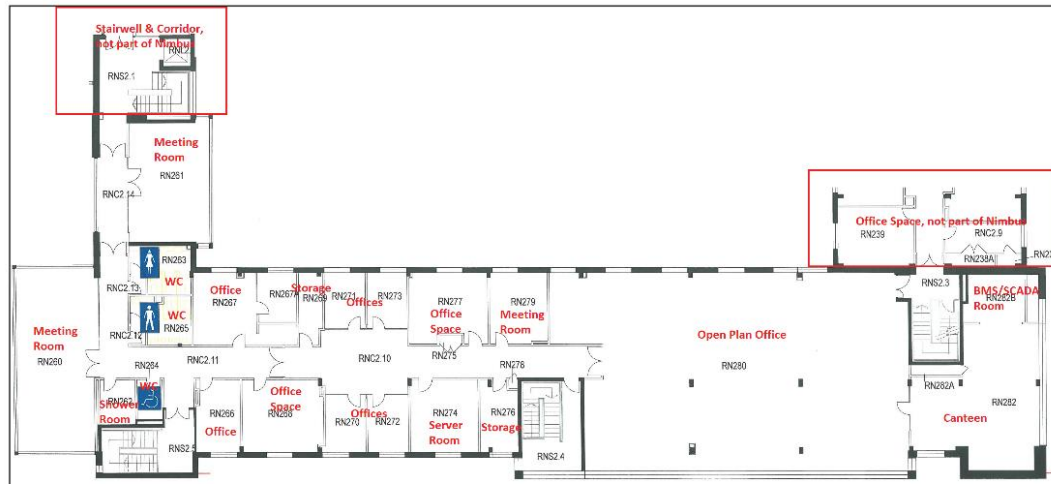 Stairwell & Corridor,
not part of Nimbus
RNL2
RNS2.1
Meeting
Room
RN261
RNC2.14
Office Space, not part of Nimbus
RN239
RNC2.9
RN238A
RN263
WC
RNC2.13
WC
RN265
RNC2.12
Office
RN267
RN267A
Storage
RN269
RN271
Offices
RN273
RN277
Office
Space
RN279
Meeting
Room
RNS2.3
BMS/SCADA
Room
RN282B
Meeting
Room
RN260
Open Plan Office
RN280
RN264
RNC2.11
RNC2.10
RN275
RN278
WC
RN262
Shower
Room
RN266
Office
Office
Space
RN268
RN270
Offices
RN272
RN274
Server
Room
RN276
Storage
RNS2.5
RNS2.4
RN282A
RN282
Canteen